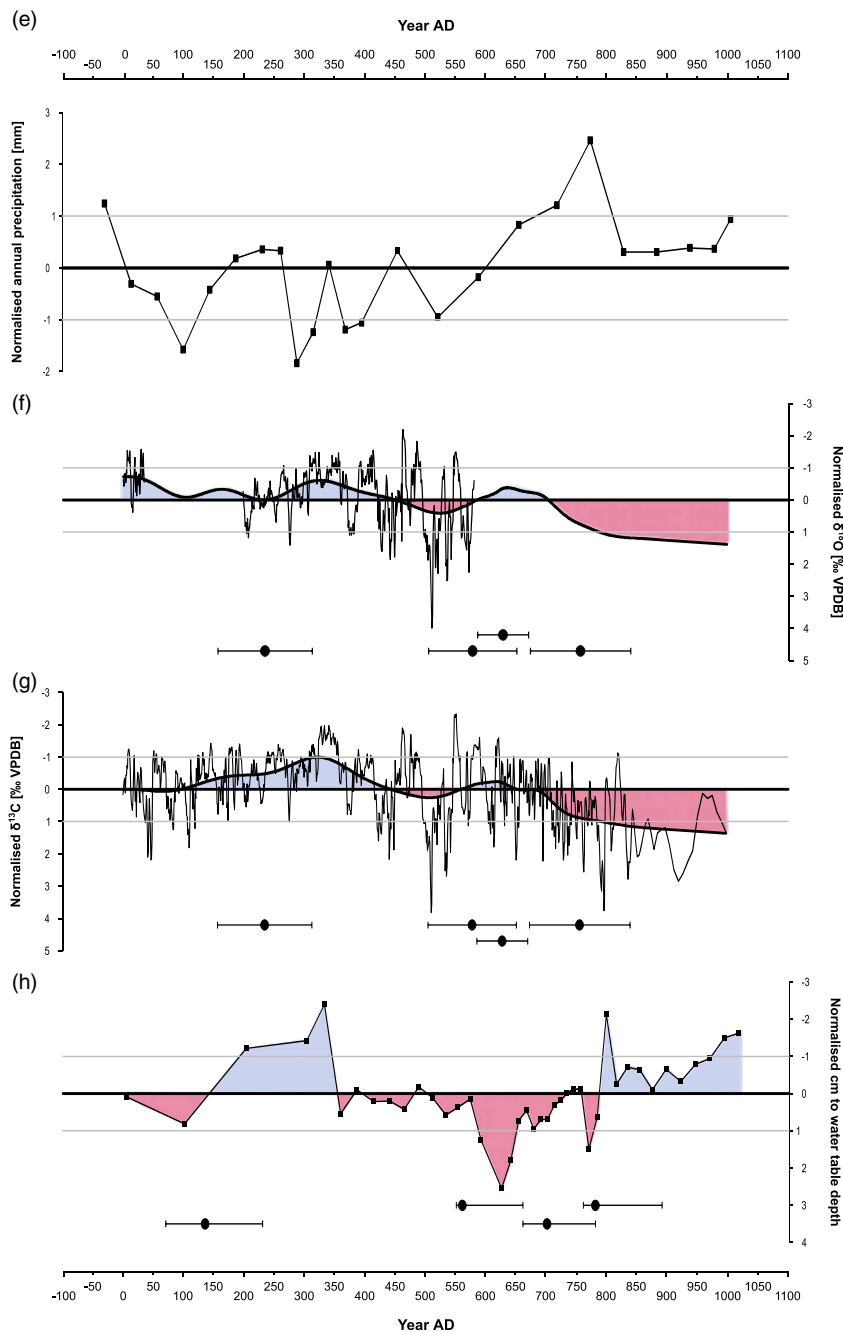 (e)
Year AD
-100 0 100 200 300 400 500 600 700 800 900 1000 1100
-50 50 150 250 350 450 550 650 750 850 950 1050
Normalised annual precipitation [mm]
3
2
1
0
-1
-2
(f)
Normalised δ¹⁸O [‰ VPDB]
-3
-2
-1
0
1
2
3
4
5
(g)
Normalised δ¹³C [‰ VPDB]
-3
-2
-1
0
1
2
3
4
5
(h)
Normalised cm to water table depth
-3
-2
-1
0
1
2
3
4
-50 50 150 250 350 450 550 650 750 850 950 1050
-100 0 100 200 300 400 500 600 700 800 900 1000 1100
Year AD